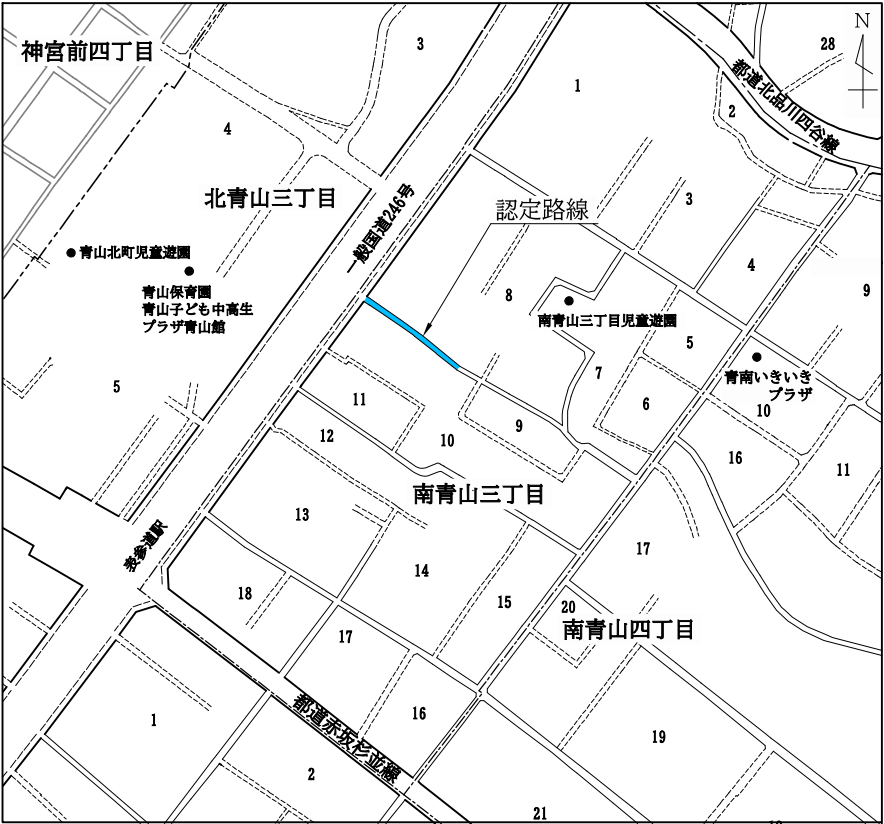 神宮前四丁目
3
28
N
都道北品川四谷線
1
2
4
北青山三丁目
一般国道246号
認定路線
3
4
9
青山北町児童遊園
青山保育園
青山子ども中高生
プラザ青山館
8
南青山三丁目児童遊園
5
7
青南いきいき
プラザ
10
5
11
6
9
12
10
16
11
南青山三丁目
13
表参道駅
17
14
18
15
20
南青山四丁目
17
16
都道赤坂杉並線
1
19
2
21